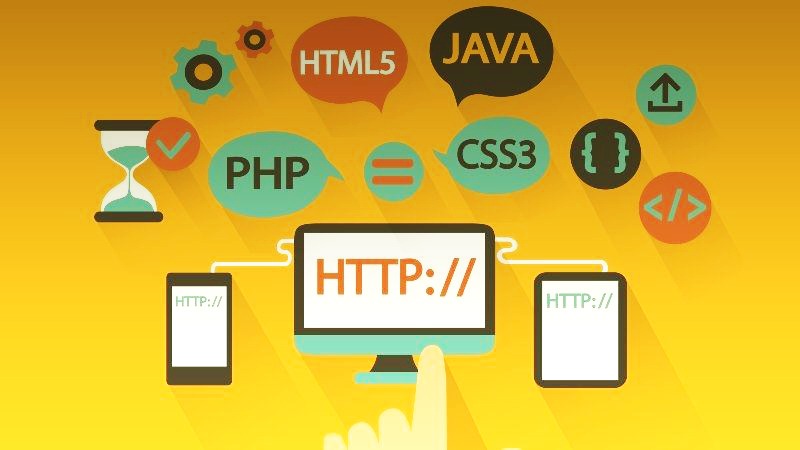 HTML5
JAVA
PHP
=
CSS3
{ }
</>
HTTP://
HTTP://
HTTP://